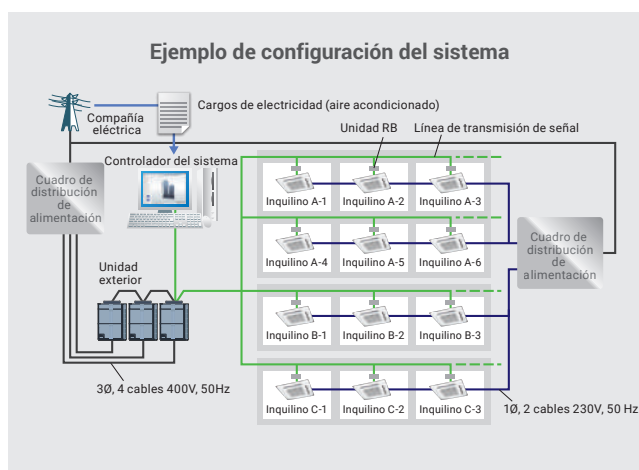 Ejemplo de configuración del sistema
Compañía
eléctrica
Cargos de electricidad (aire acondicionado)
Unidad RB
Línea de transmisión de señal
Controlador del sistema
Cuadro de
distribución
de
alimentación
Inquilino A-1
Inquilino A-2
Inquilino A-3
Inquilino A-4
Inquilino A-5
Inquilino A-6
Cuadro de
distribución
de
alimentación
Unidad
exterior
Inquilino B-1
Inquilino B-2
Inquilino B-3
3Ø, 4 cables 400V, 50Hz
Inquilino C-1
Inquilino C-2
Inquilino C-3
1Ø, 2 cables 230V, 50 Hz